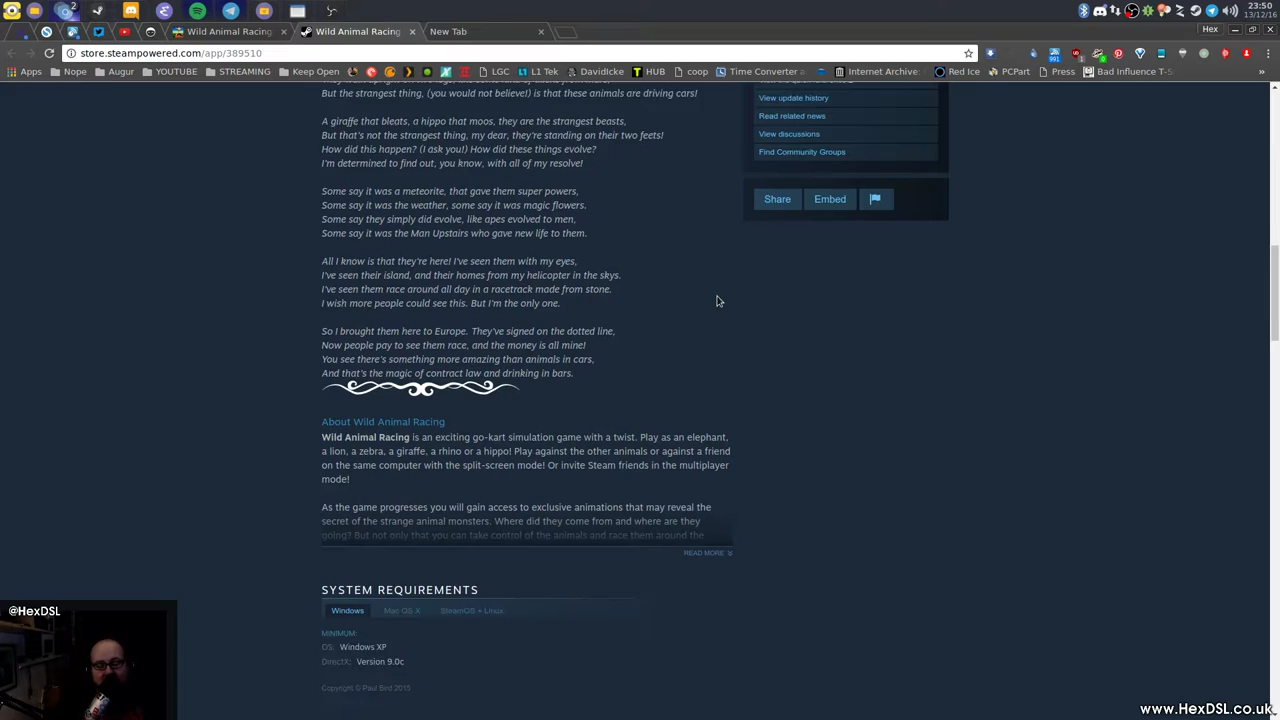 23:50
13/12/16
Wild Animal Racing
Wild Animal Racing
New Tab
Hex
store.steampowered.com/app/389510
Apps
Nope
Augur
YOUTUBE
STREAMING
Keep Open
LGC
L1 Tek
DavidIcke
HUB
coop
Time Converter a
Internet Archive:
Red Ice
PCPart
Prep
Ban Influence T-S
But the strangest thing, (you would not believe!) is that these animals are driving cars!
A giraffe that bleats, a hippo that moos, they are the strangest beasts,
But that's not the strangest thing, my dear, they're standing on their two feets!
How did this happen? (I ask you!) How did these things evolve?
I'm determined to find out, you know, with all of my resolve!
Some say it was a meteorite, that gave them super powers,
Some say it was the weather, some say it was magic flowers.
Some say they simply did evolve, like apes evolved to men,
Some say it was the Man Upstairs who gave new life to them.
All I know is that they're here! I've seen them with my eyes,
I've seen their island, and their homes from my helicopter in the skys.
I've seen them race around all day in a racetrack made from stone.
I wish more people could see this. But I'm the only one.
So I brought them here to Europe. They've signed on the dotted line,
Now people pay to see them race, and the money is all mine!
You see there's something more amazing than animals in cars,
And that's the magic of contract law and drinking in bars.
View update history
Read related news
View discussions
Find Community Groups
Share
Embed
About Wild Animal Racing
Wild Animal Racing is an exciting go-kart simulation game with a twist. Play as an elephant,
a lion, a zebra, a giraffe, a rhino or a hippo! Play against the other animals or against a friend
on the same computer with the split-screen mode! Or invite Steam friends in the multiplayer
mode!
As the game progresses you will gain access to exclusive animations that may reveal the
secret of the strange animal monsters. Where did they come from and where are they
going? But not only that you can take control of the animals and race them around the
READ MORE
SYSTEM REQUIREMENTS
Windows
Mac OS X
SteamOS + Linux
MINIMUM:
OS: Windows XP
DirectX: Version 9.0c
Copyright © Paul Bird 2015
@HexDSL
www.HexDSL.co.uk